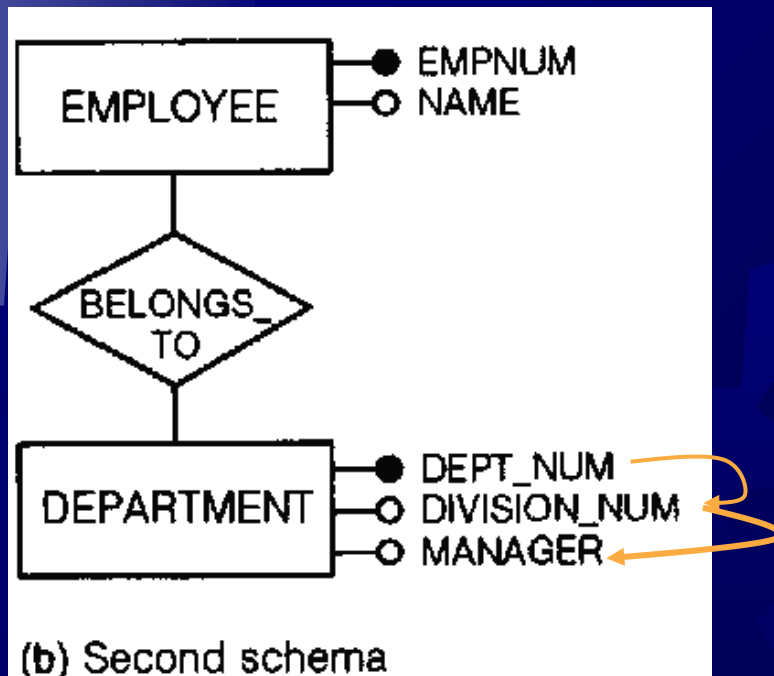 EMPLOYEE
EMPNUM
NAME
BELONGS_
TO
DEPARTMENT
DEPT_NUM
DIVISION_NUM
MANAGER
(b) Second schema